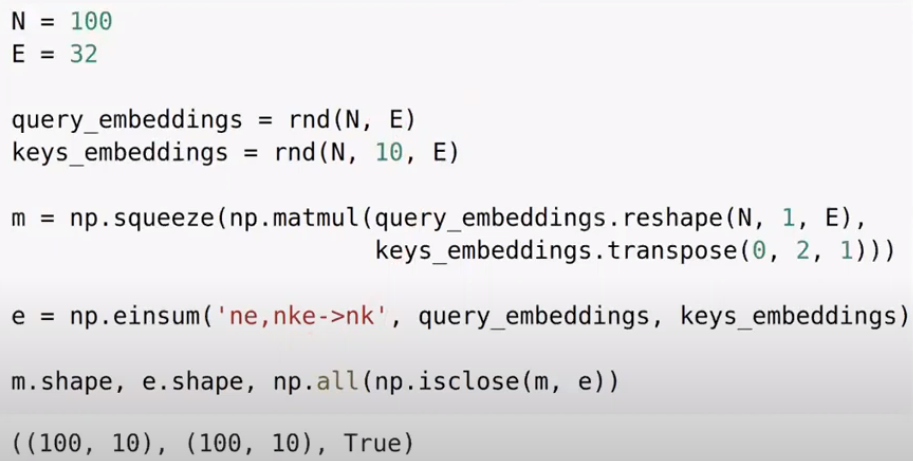 N = 100
E = 32
query_embeddings = rnd(N, E)
keys_embeddings = rnd(N, 10, E)
m = np.squeeze(np.matmul(query_embeddings.reshape(N, 1, E),
keys_embeddings.transpose(0, 2, 1)))
e = np.einsum('ne,nke->nk', query_embeddings, keys_embeddings)
m.shape, e.shape, np.all(np.isclose(m, e))
((100, 10), (100, 10), True)